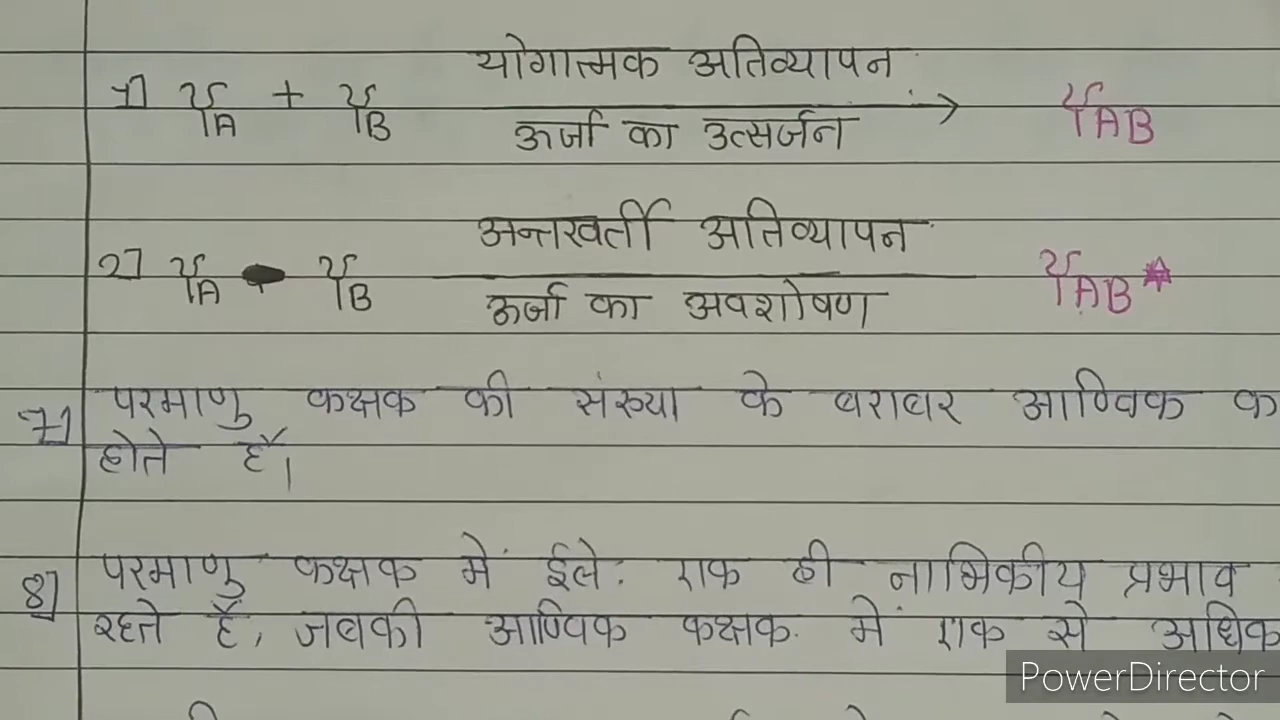 1) ΨA + ΨB योगात्मक अतिव्यापन → ΨAB
ऊर्जा का उत्सर्जन
2) ΨA - ΨB अन्तरवर्ती अतिव्यापन ΨAB*
ऊर्जा का अवशोषण
7) परमाणु कक्षक की संख्या के बराबर आण्विक क
होते हैं।
8) परमाणु कक्षक में ईले. एक ही नाभिकीय प्रभाव
रहते हैं, जबकी आण्विक कक्षक में एक से अधिक
PowerDirector